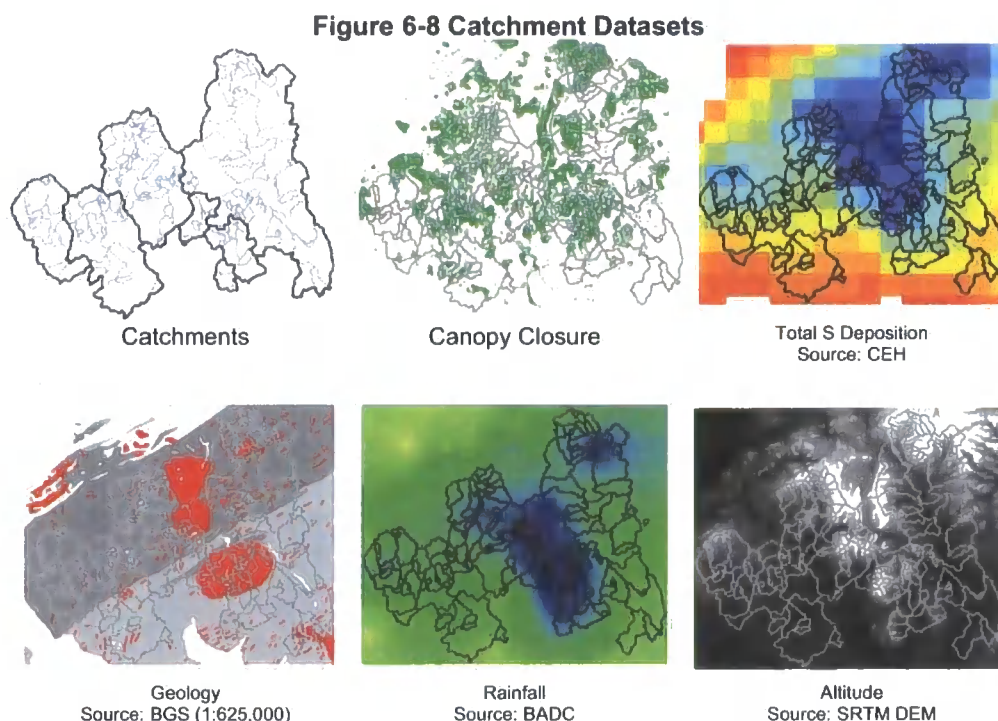 Figure 6-8 Catchment Datasets
Catchments
Canopy Closure
Total S Deposition
Source: CEH
Geology
Source: BGS (1:625,000)
Rainfall
Source: BADC
Altitude
Source: SRTM DEM